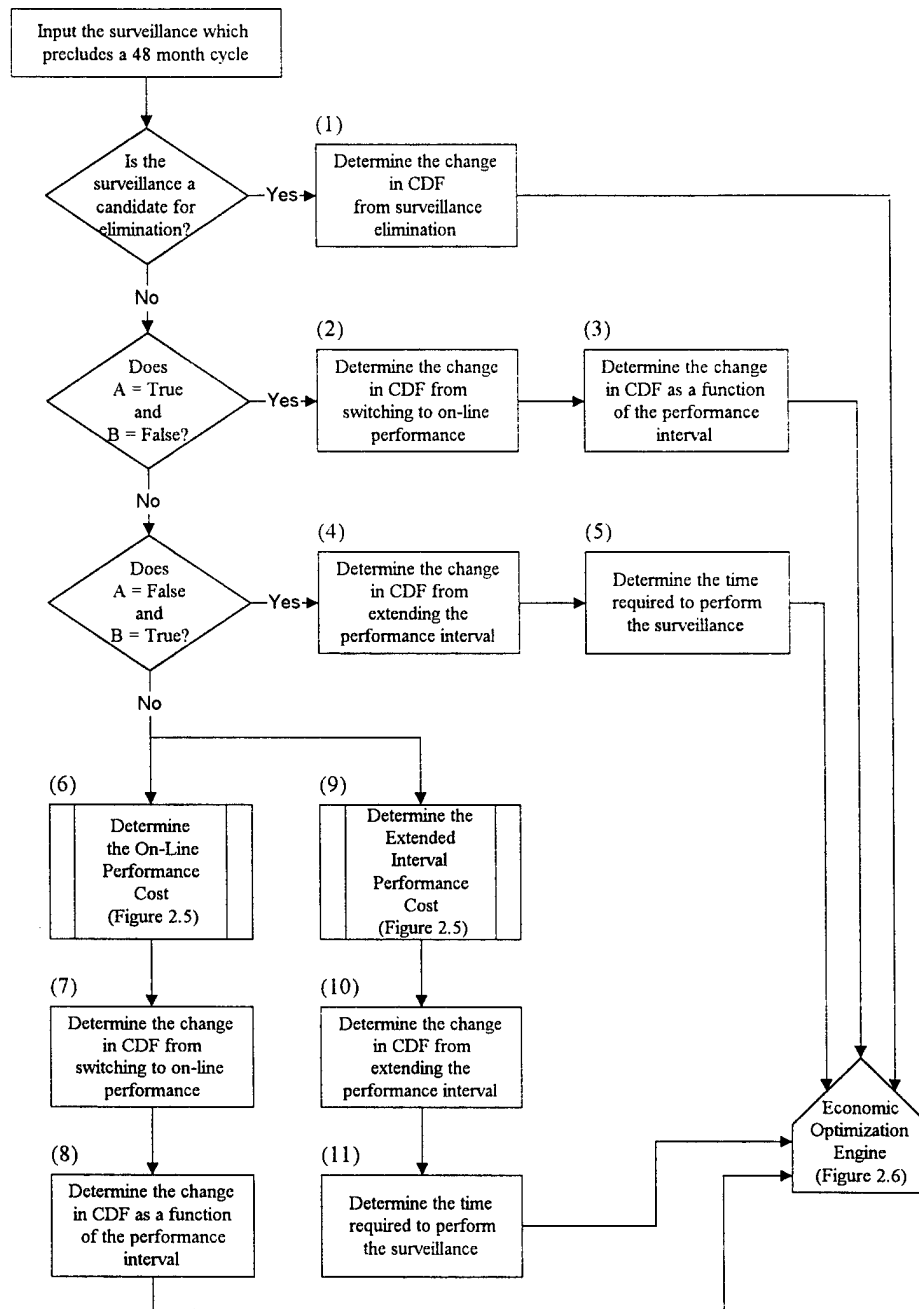 Input the surveillance which
precludes a 48 month cycle
Is the
surveillance a
candidate for
elimination?
Yes
(1)
Determine the change
in CDF
from surveillance
elimination
No
Does
A = True
and
B = False?
Yes
(2)
Determine the change
in CDF from
switching to on-line
performance
(3)
Determine the change
in CDF as a function
of the performance
interval
No
Does
A = False
and
B = True?
Yes
(4)
Determine the change
in CDF from
extending the
performance interval
(5)
Determine the time
required to perform
the surveillance
No
(6)
Determine
the On-Line
Performance
Cost
(Figure 2.5)
(9)
Determine the
Extended
Interval
Performance
Cost
(Figure 2.5)
(7)
Determine the change
in CDF from
switching to on-line
performance
(10)
Determine the change
in CDF from
extending the
performance interval
(8)
Determine the change
in CDF as a function
of the performance
interval
(11)
Determine the time
required to perform
the surveillance
Economic
Optimization
Engine
(Figure 2.6)